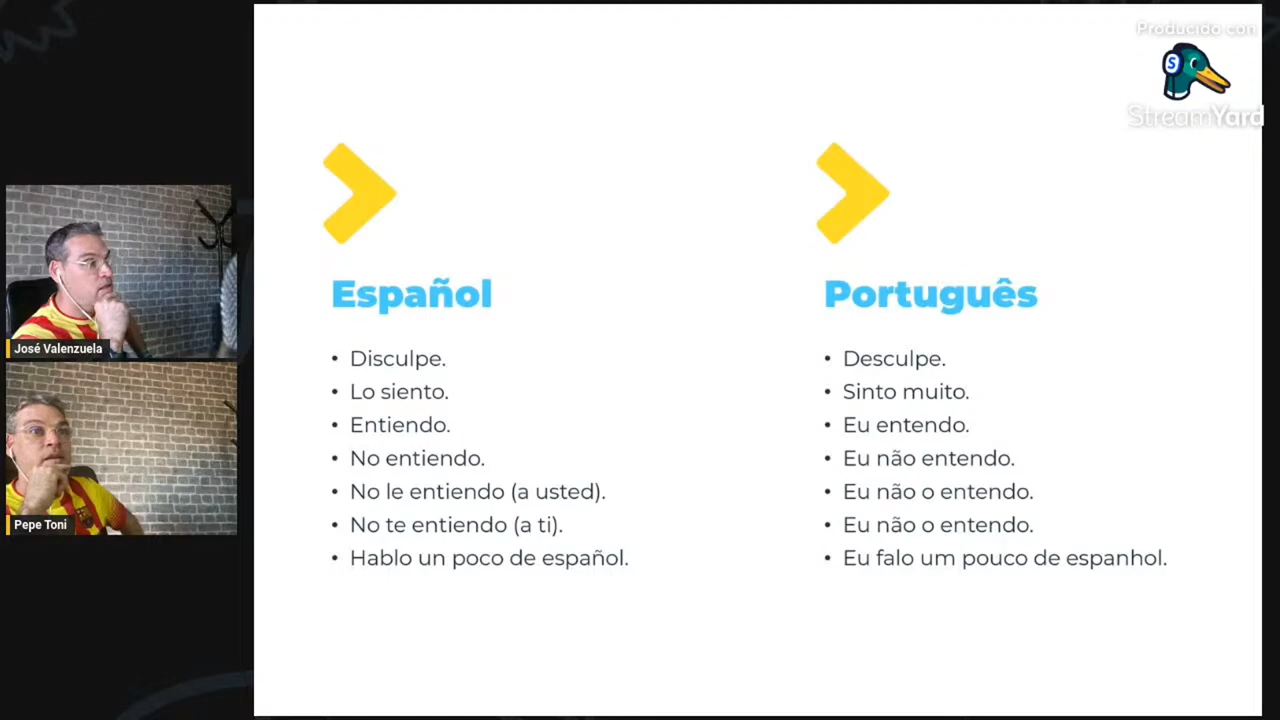 Producido con
StreamYard
José Valenzuela
Pepe Toni
Español
• Disculpe.
• Lo siento.
• Entiendo.
• No entiendo.
• No le entiendo (a usted).
• No te entiendo (a ti).
• Hablo un poco de español.
Português
• Desculpe.
• Sinto muito.
• Eu entendo.
• Eu não entendo.
• Eu não o entendo.
• Eu não o entendo.
• Eu falo um pouco de espanhol.